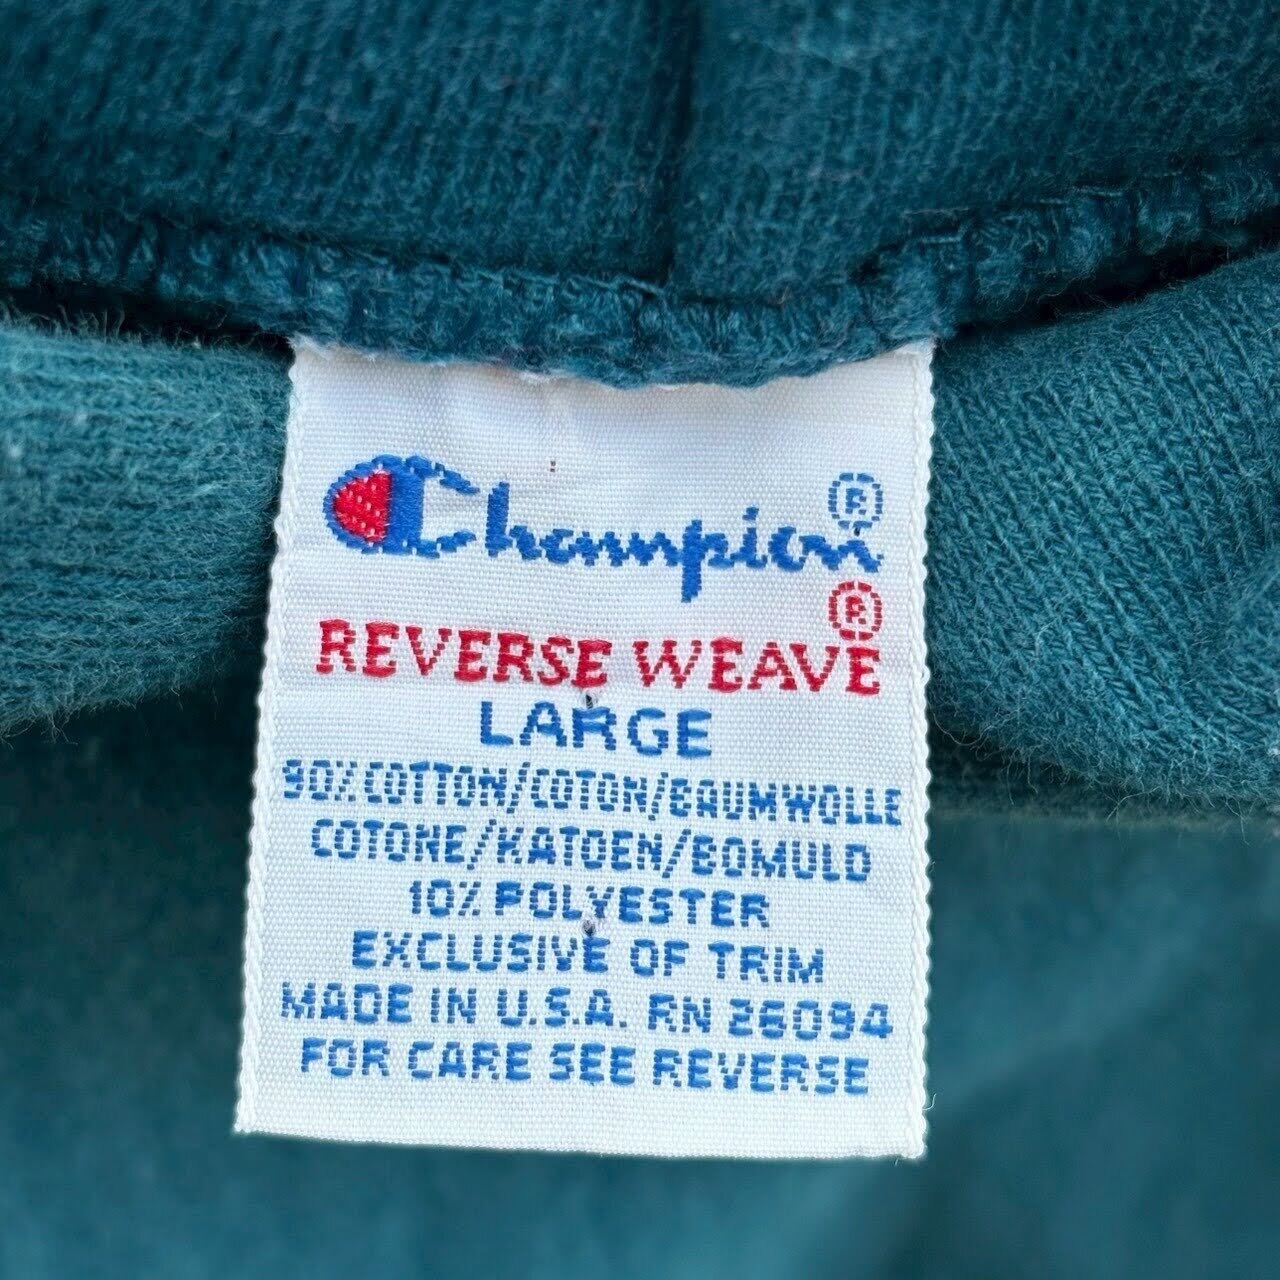 Champion®
REVERSE WEAVE®
LARGE
90% COTTON/COTON/BAUMWOLLE
COTONE/KATOEN/BOMULD
10% POLYESTER
EXCLUSIVE OF TRIM
MADE IN U.S.A. RN 26094
FOR CARE SEE REVERSE